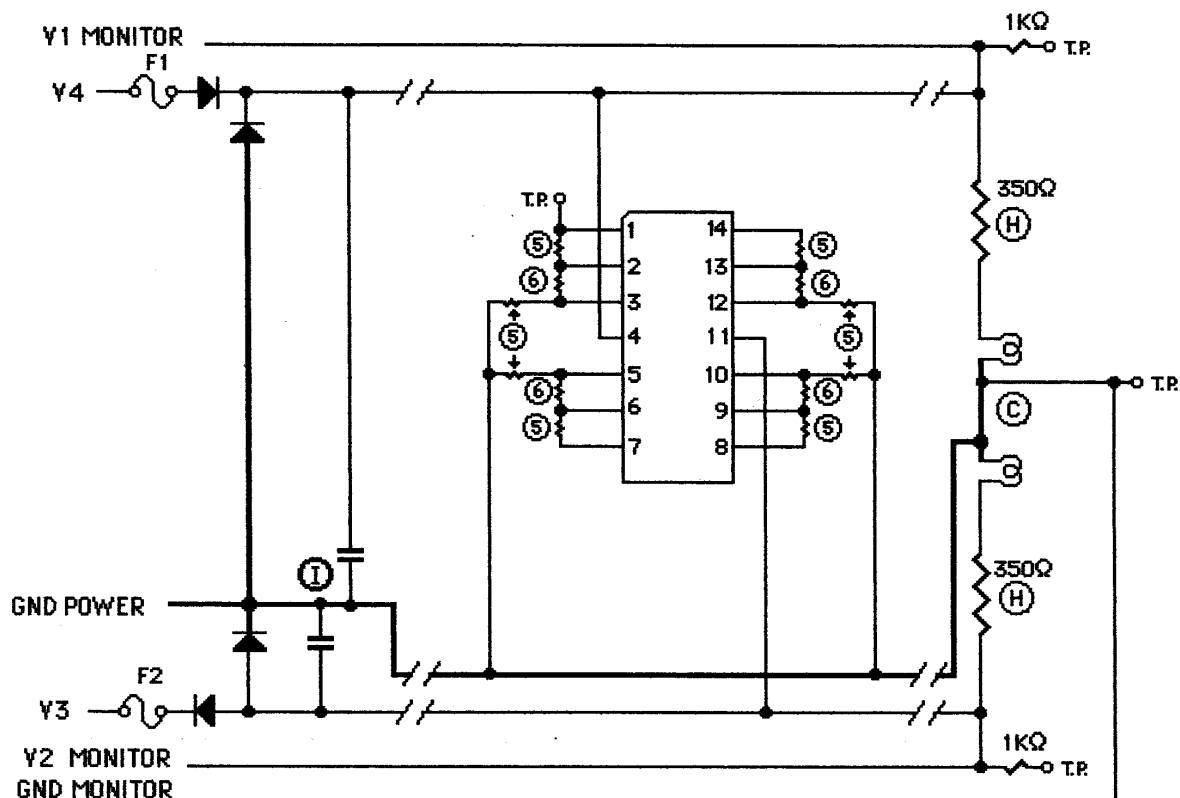 1KΩ
V1 MONITOR
T.P.
F1
V4
350Ω
H
T.P.
1 14
5 5
2 13
6 6
3 12
5 5
4 11
5 10
6 6
T.P.
6 9
5 5
C
7 8
I
350Ω
GND POWER
H
F2
V3
1KΩ
V2 MONITOR
T.P.
GND MONITOR